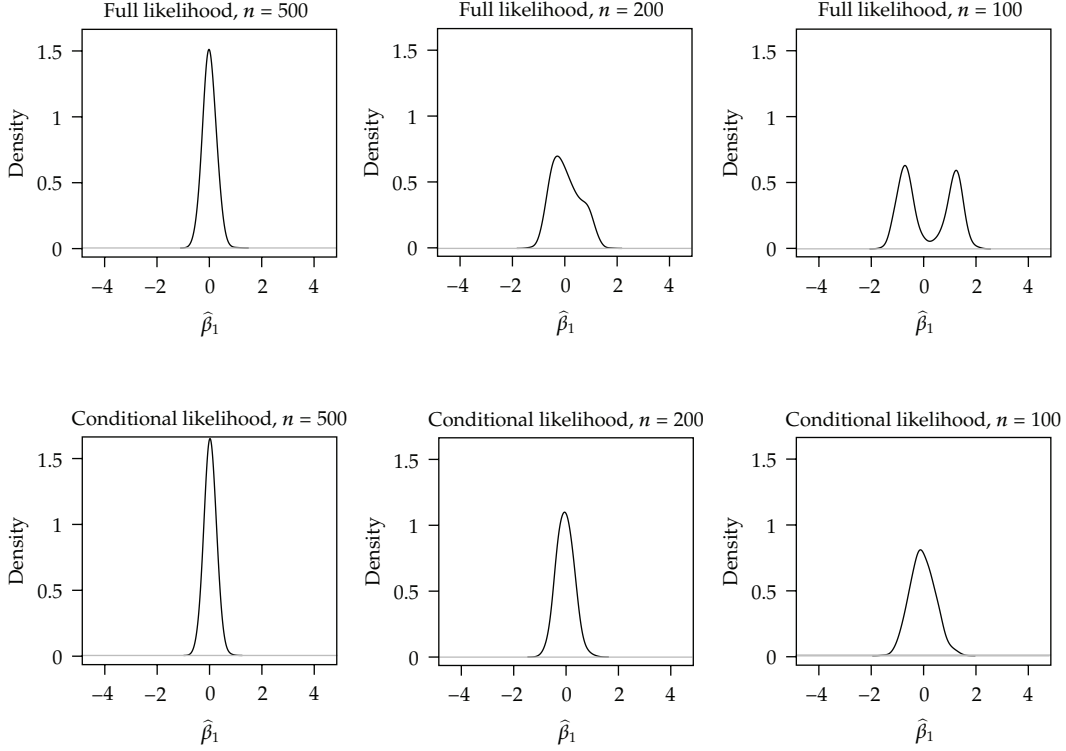 Full likelihood, n = 500
Full likelihood, n = 200
Full likelihood, n = 100
Density
1.5
1
0.5
0
−4 −2 0 2 4
β̂1
Density
1.5
1
0.5
0
−4 −2 0 2 4
β̂1
Density
1.5
1
0.5
0
−4 −2 0 2 4
β̂1
Conditional likelihood, n = 500
Conditional likelihood, n = 200
Conditional likelihood, n = 100
Density
1.5
1
0.5
0
−4 −2 0 2 4
β̂1
Density
1.5
1
0.5
0
−4 −2 0 2 4
β̂1
Density
1.5
1
0.5
0
−4 −2 0 2 4
β̂1